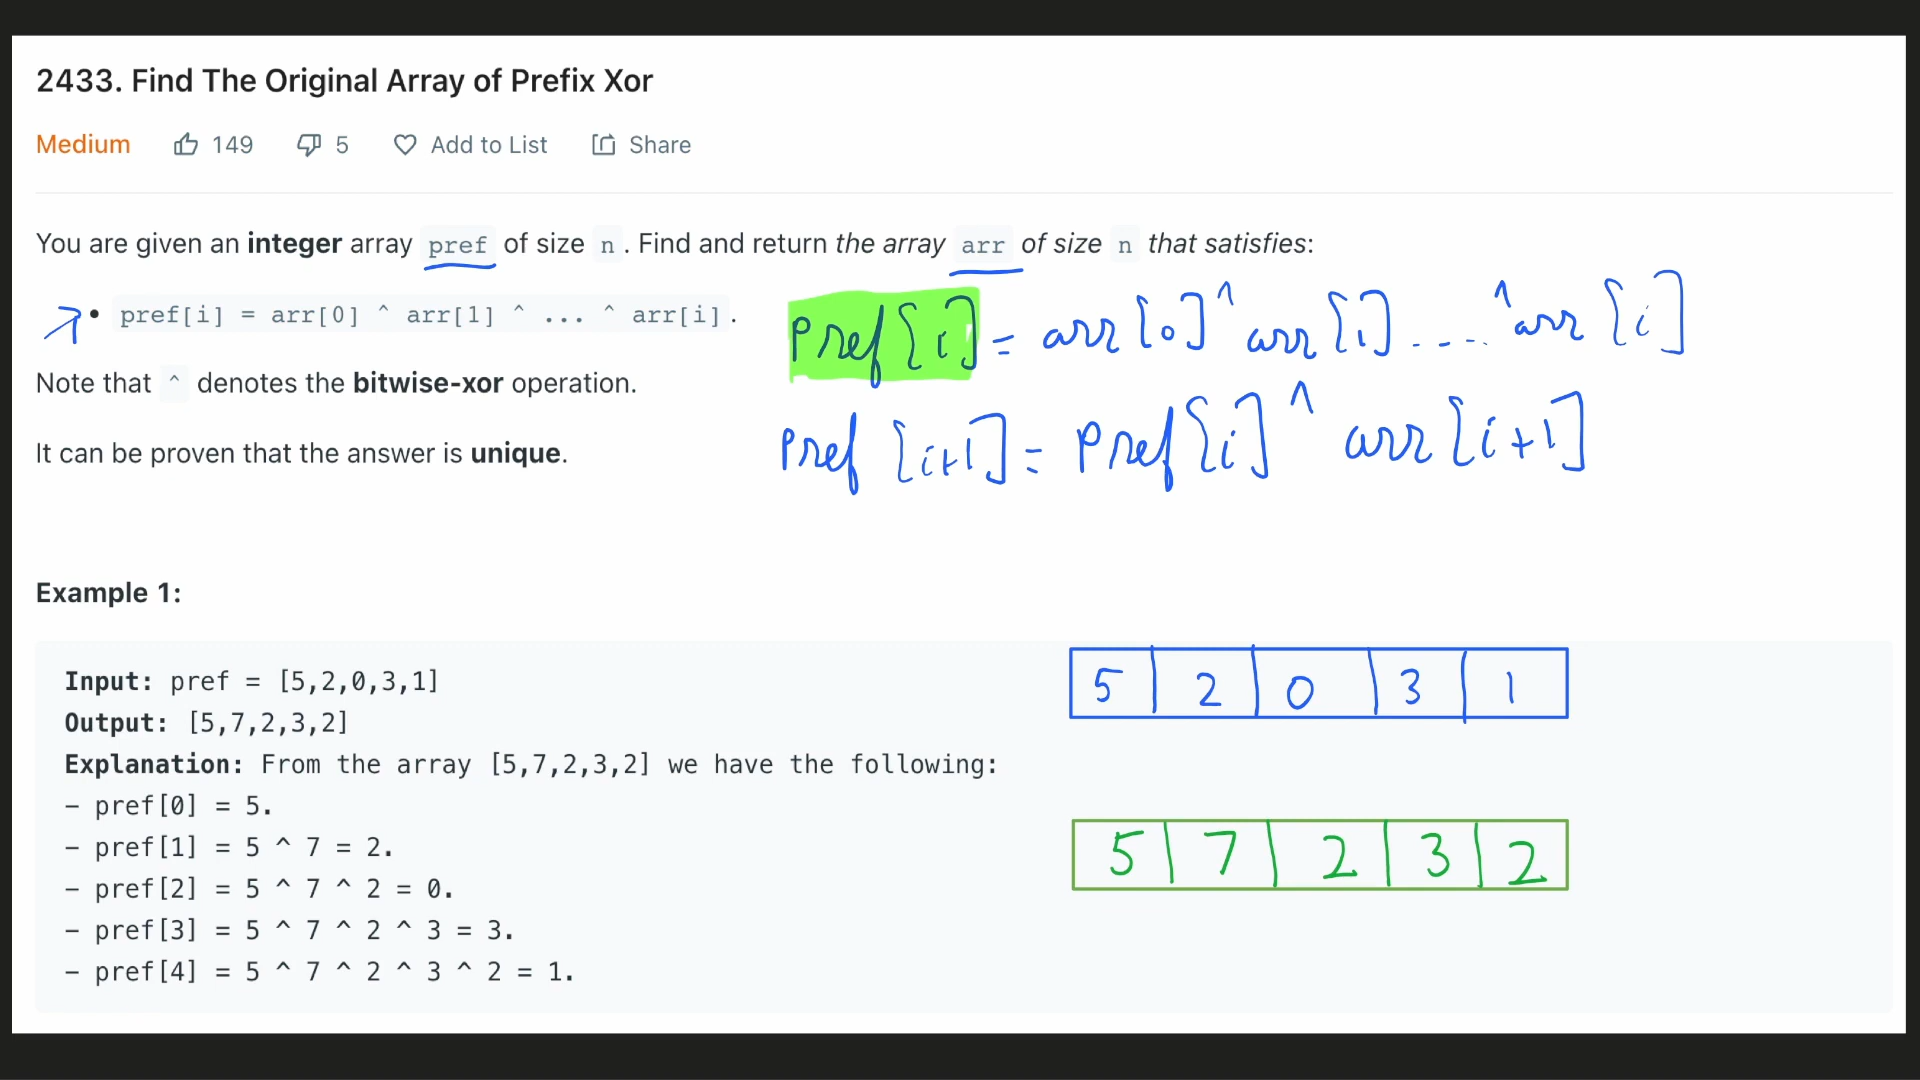 2433. Find The Original Array of Prefix Xor
Medium 149 5 Add to List Share
You are given an integer array pref of size n. Find and return the array arr of size n that satisfies:
• pref[i] = arr[0] ^ arr[1] ^ ... ^ arr[i].
Pref[i] = arr[0] ^ arr[1] ..... ^ arr[i]
Note that ^ denotes the bitwise-xor operation.
Pref [i+1] = Pref[i] ^ arr[i+1]
It can be proven that the answer is unique.
Example 1:
Input: pref = [5,2,0,3,1]
5 2 0 3 1
Output: [5,7,2,3,2]
Explanation: From the array [5,7,2,3,2] we have the following:
- pref[0] = 5.
- pref[1] = 5 ^ 7 = 2.
5 7 2 3 2
- pref[2] = 5 ^ 7 ^ 2 = 0.
- pref[3] = 5 ^ 7 ^ 2 ^ 3 = 3.
- pref[4] = 5 ^ 7 ^ 2 ^ 3 ^ 2 = 1.